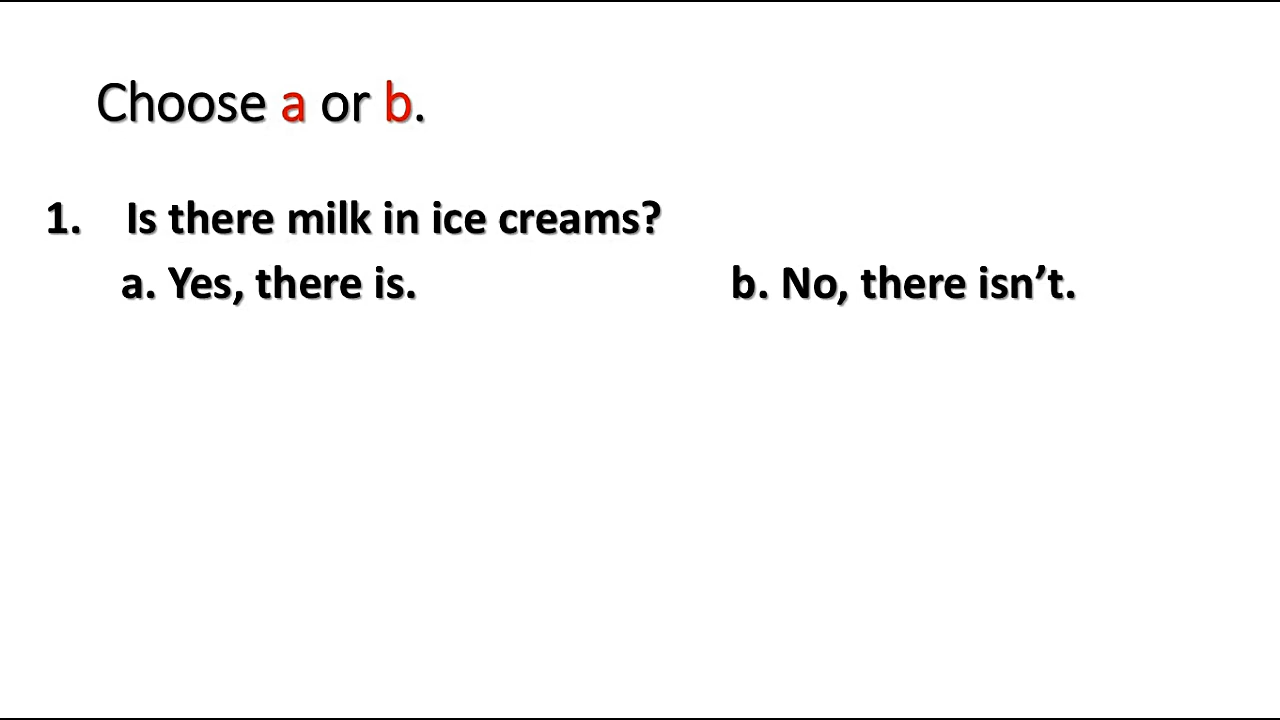 Choose a or b.
1. Is there milk in ice creams?
a. Yes, there is. b. No, there isn’t.